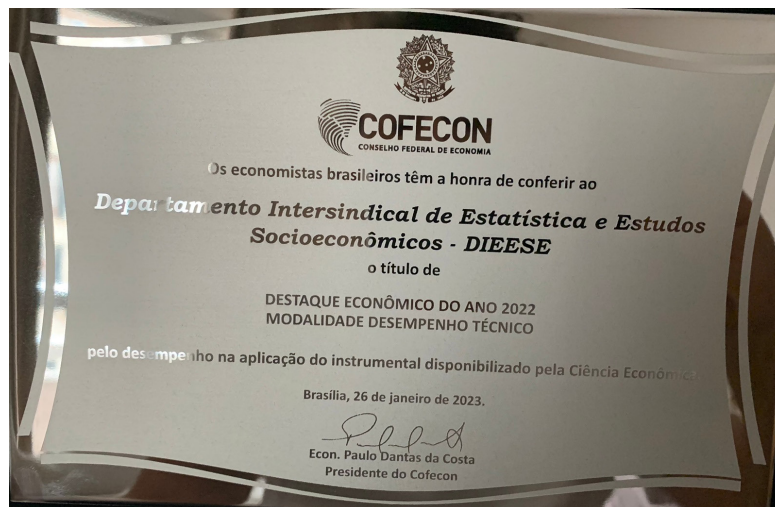 COFECON
CONSELHO FEDERAL DE ECONOMIA
Os economistas brasileiros têm a honra de conferir ao
Departamento Intersindical de Estatística e Estudos
Socioeconômicos - DIEESE
o título de
DESTAQUE ECONÔMICO DO ANO 2022
MODALIDADE DESEMPENHO TÉCNICO
pelo desempenho na aplicação do instrumental disponibilizado pela Ciência Econômica.
Brasília, 26 de janeiro de 2023.
Econ. Paulo Dantas da Costa
Presidente do Cofecon